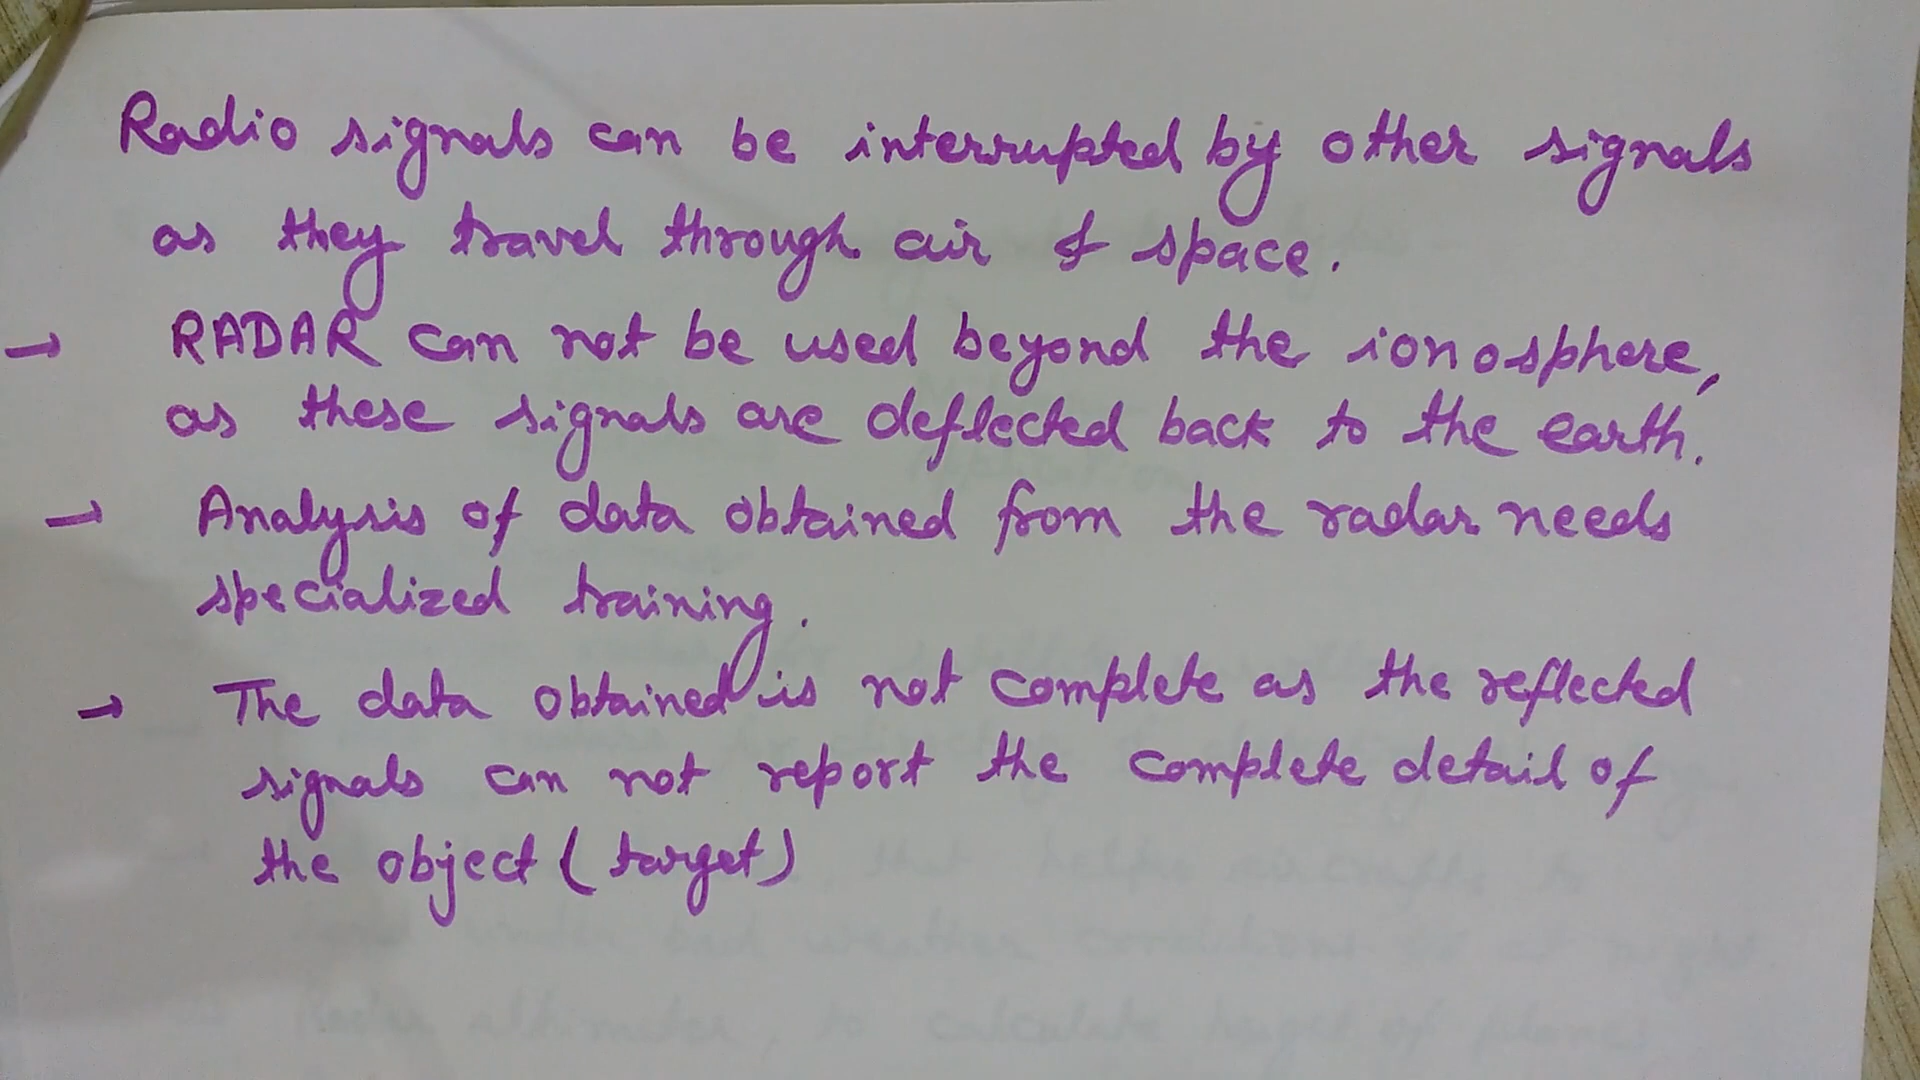 Radio signals can be interrupted by other signals
as they travel through air & space.
→ RADAR can not be used beyond the ionosphere,
as these signals are deflected back to the earth.
→ Analysis of data obtained from the radar needs
specialized training.
→ The data obtained is not complete as the reflected
signals can not report the complete detail of
the object (target)